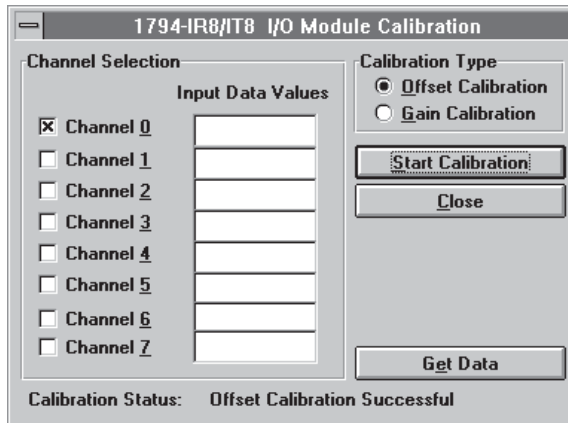 1794-IR8/IT8 I/O Module Calibration
Channel Selection
Input Data Values
Channel 0
Channel 1
Channel 2
Channel 3
Channel 4
Channel 5
Channel 6
Channel 7
Calibration Type
Offset Calibration
Gain Calibration
Start Calibration
Close
Get Data
Calibration Status: Offset Calibration Successful